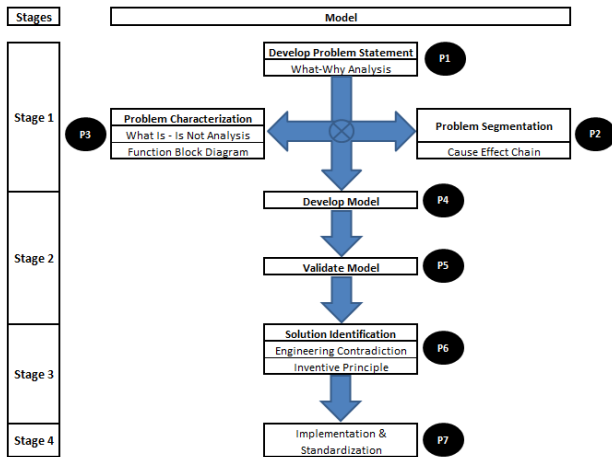 Stages
Model
Stage 1
Develop Problem Statement
What-Why Analysis
P1
P3
Problem Characterization
What Is - Is Not Analysis
Function Block Diagram
Problem Segmentation
Cause Effect Chain
P2
Stage 2
Develop Model
P4
Validate Model
P5
Stage 3
Solution Identification
Engineering Contradiction
Inventive Principle
P6
Stage 4
Implementation &
Standardization
P7